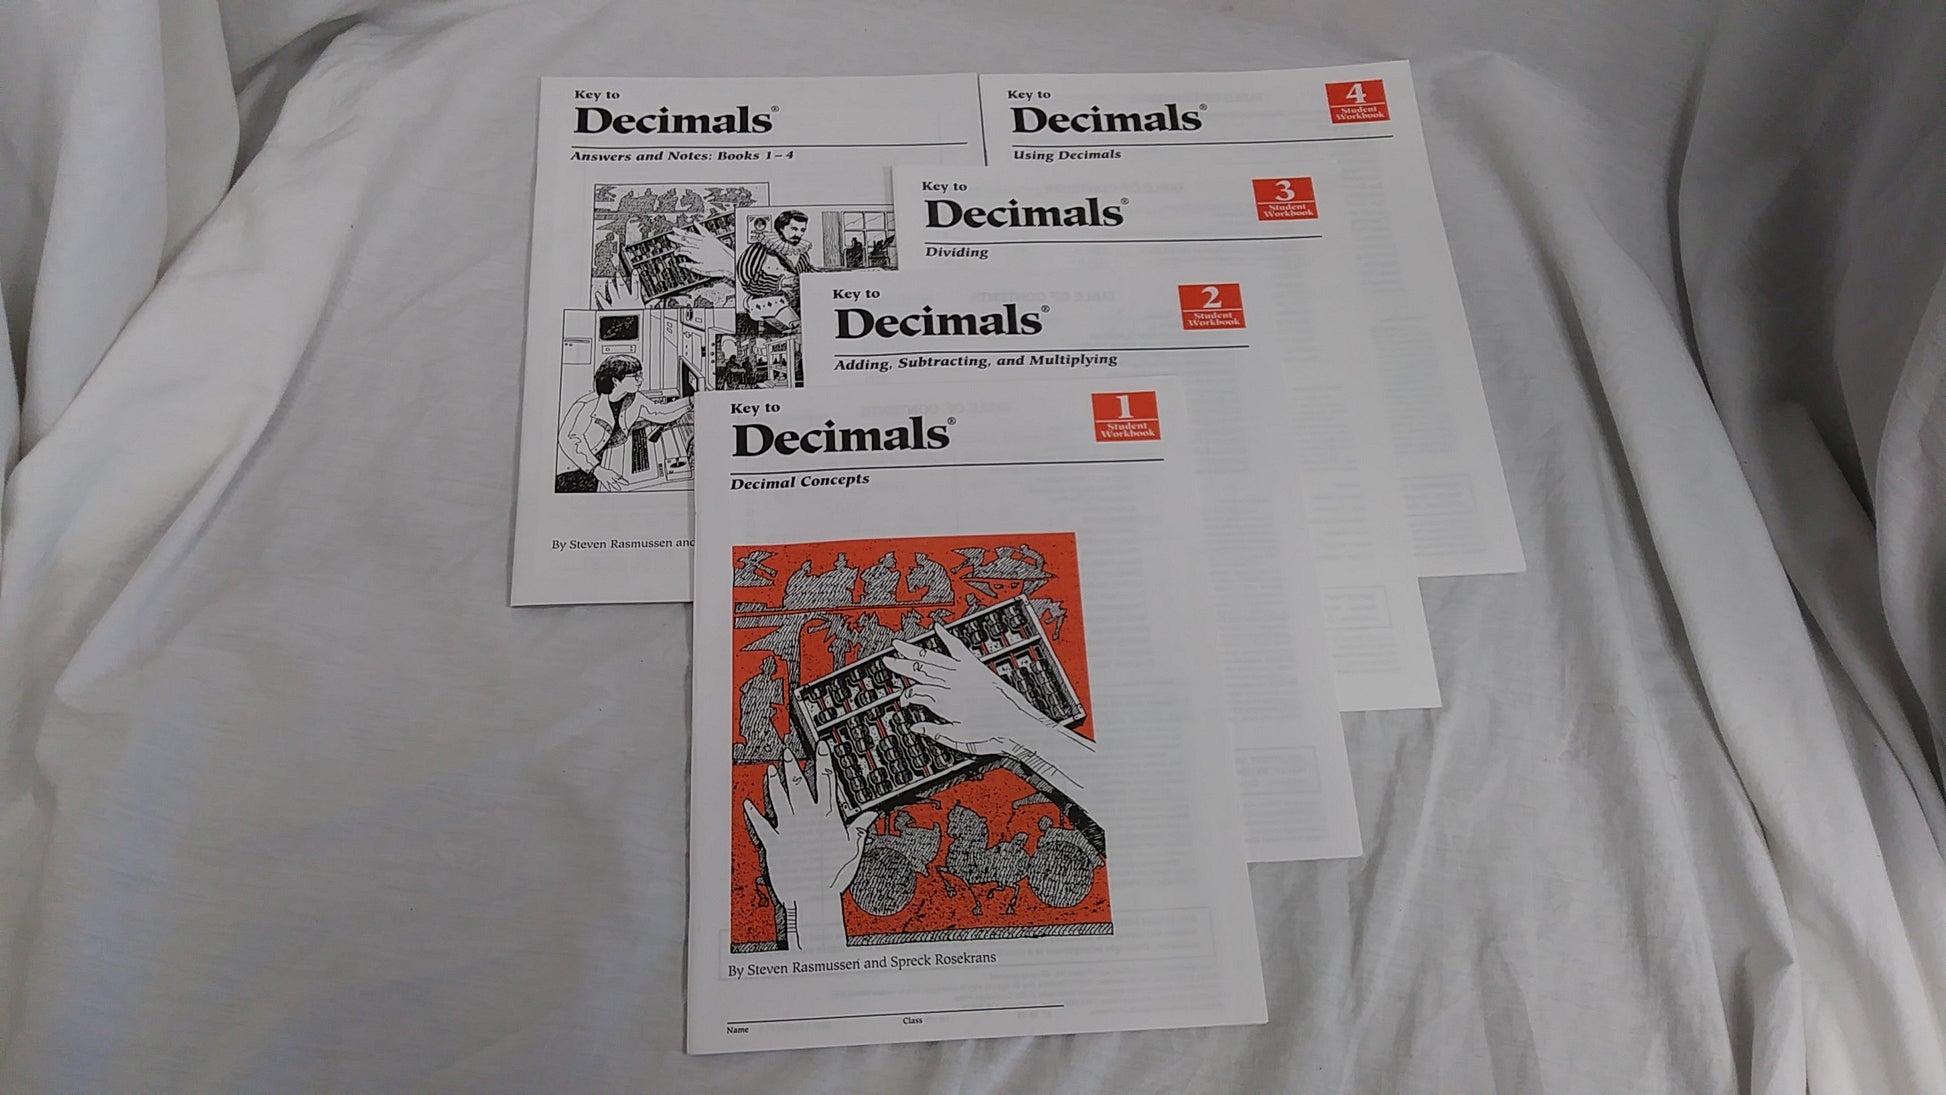 Key to
Decimals®
Answers and Notes: Books 1–4
By Steven Rasmussen and
Key to
Decimals®
Using Decimals
4
Student
Workbook
Key to
Decimals®
Dividing
3
Student
Workbook
Key to
Decimals®
Adding, Subtracting, and Multiplying
2
Student
Workbook
Key to
Decimals®
Decimal Concepts
1
Student
Workbook
By Steven Rasmussen and Spreck Rosekrans
Name Class